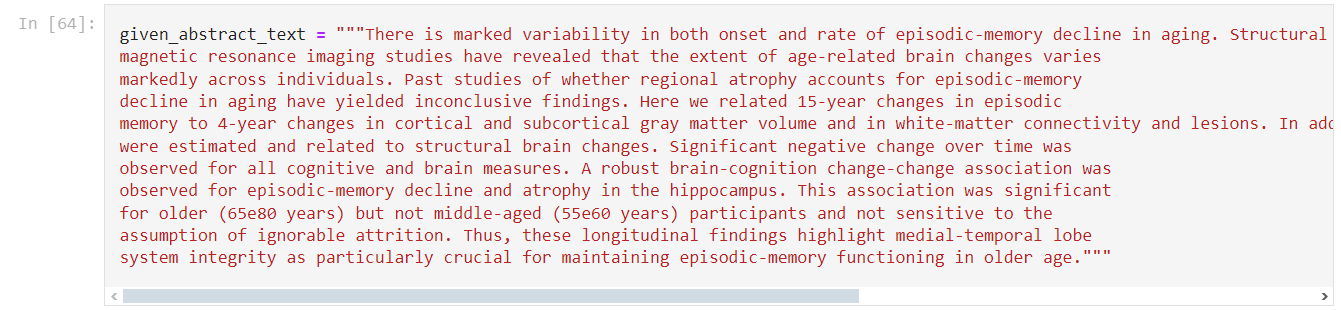 In [64]:
given_abstract_text = """There is marked variability in both onset and rate of episodic-memory decline in aging. Structural
magnetic resonance imaging studies have revealed that the extent of age-related brain changes varies
markedly across individuals. Past studies of whether regional atrophy accounts for episodic-memory
decline in aging have yielded inconclusive findings. Here we related 15-year changes in episodic
memory to 4-year changes in cortical and subcortical gray matter volume and in white-matter connectivity and lesions. In
were estimated and related to structural brain changes. Significant negative change over time was
observed for all cognitive and brain measures. A robust brain-cognition change-change association was
observed for episodic-memory decline and atrophy in the hippocampus. This association was significant
for older (65e80 years) but not middle-aged (55e60 years) participants and not sensitive to the
assumption of ignorable attrition. Thus, these longitudinal findings highlight medial-temporal lobe
system integrity as particularly crucial for maintaining episodic-memory functioning in older age."""